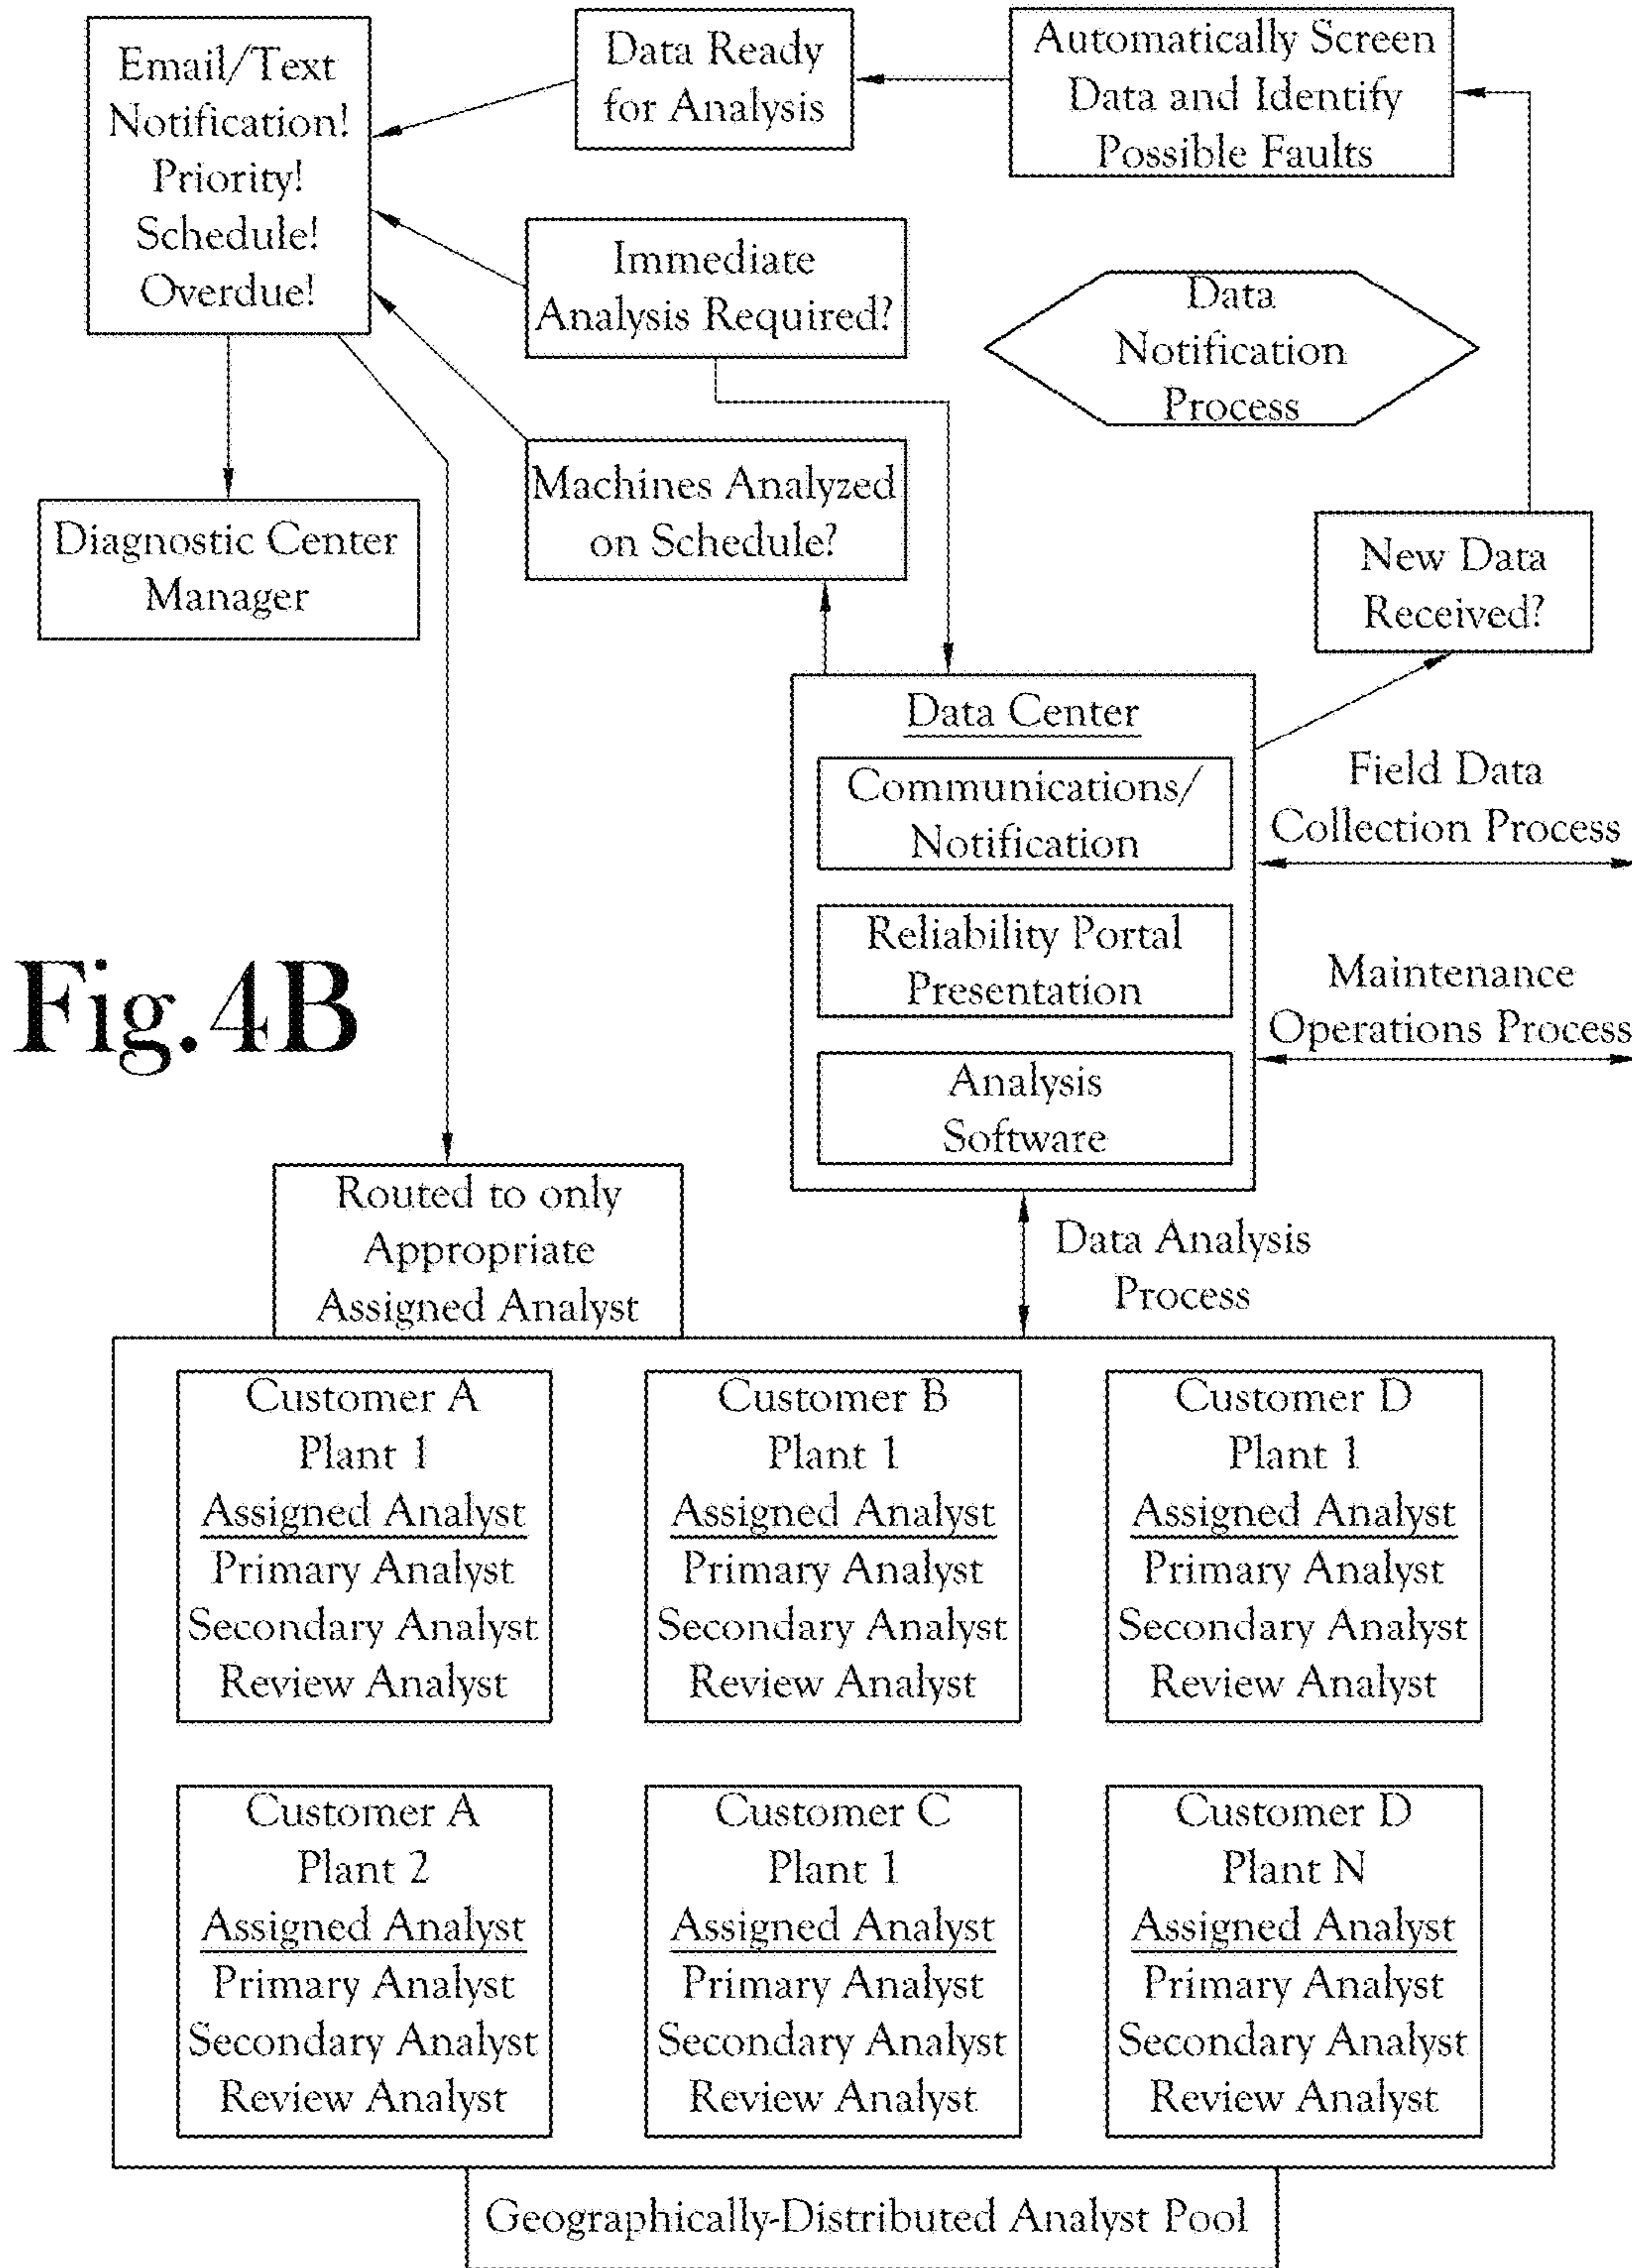 Email/Text
Notification!
Priority!
Schedule!
Overdue!
Data Ready
for Analysis
Automatically Screen
Data and Identify
Possible Faults
Immediate
Analysis Required?
Data
Notification
Process
Machines Analyzed
on Schedule?
Diagnostic Center
Manager
New Data
Received?
Data Center
Communications/
Notification
Reliability Portal
Presentation
Analysis
Software
Field Data
Collection Process
Maintenance
Operations Process
Fig.4B
Routed to only
Appropriate
Assigned Analyst
Data Analysis
Process
Customer A
Plant 1
Assigned Analyst
Primary Analyst
Secondary Analyst
Review Analyst
Customer B
Plant 1
Assigned Analyst
Primary Analyst
Secondary Analyst
Review Analyst
Customer D
Plant 1
Assigned Analyst
Primary Analyst
Secondary Analyst
Review Analyst
Customer A
Plant 2
Assigned Analyst
Primary Analyst
Secondary Analyst
Review Analyst
Customer C
Plant 1
Assigned Analyst
Primary Analyst
Secondary Analyst
Review Analyst
Customer D
Plant N
Assigned Analyst
Primary Analyst
Secondary Analyst
Review Analyst
Geographically-Distributed Analyst Pool